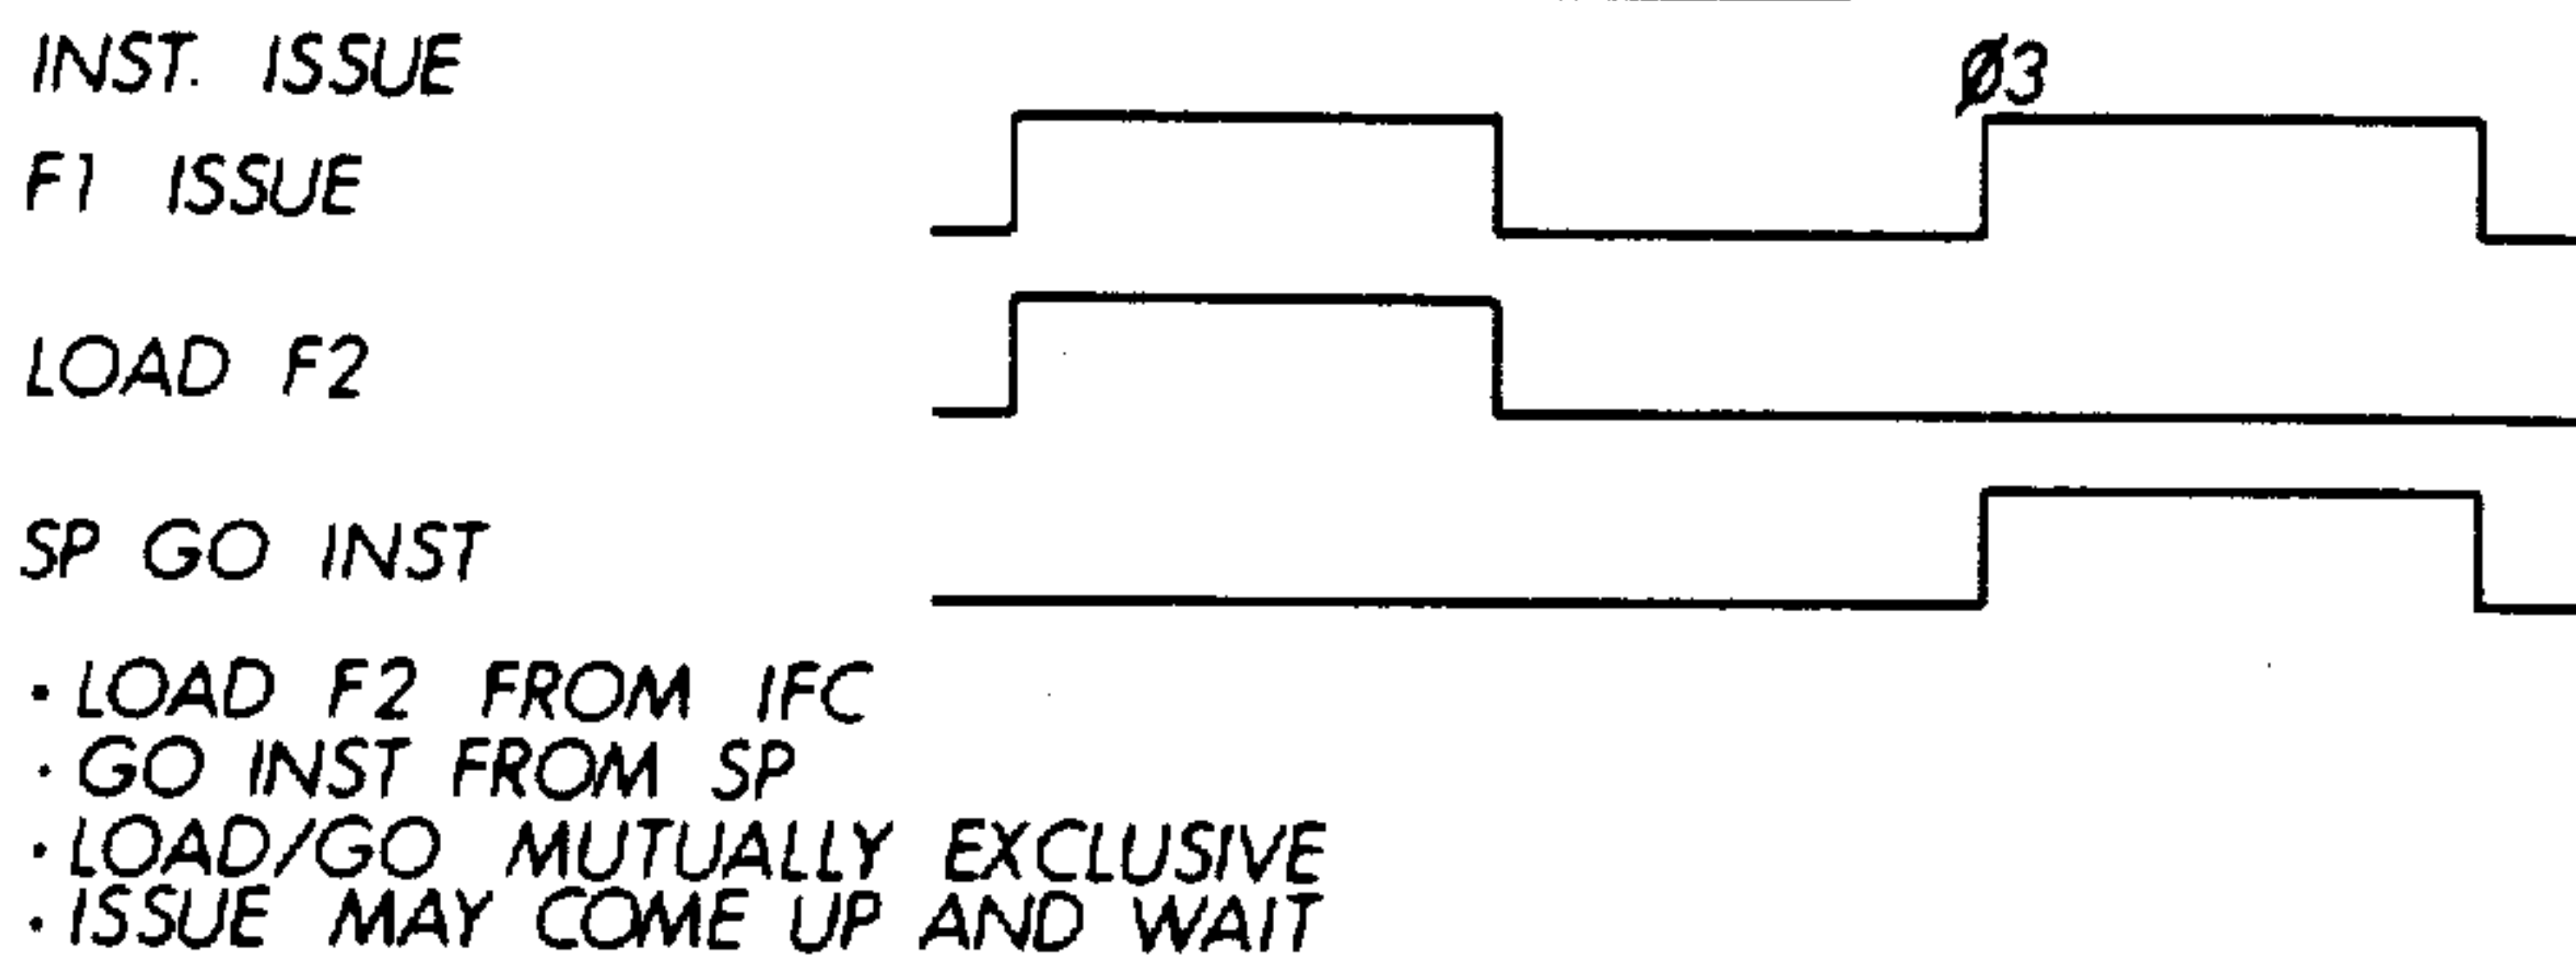 INST. ISSUE
Ø3
F1 ISSUE
LOAD F2
SP GO INST
· LOAD F2 FROM IFC
· GO INST FROM SP
· LOAD/GO MUTUALLY EXCLUSIVE
· ISSUE MAY COME UP AND WAIT